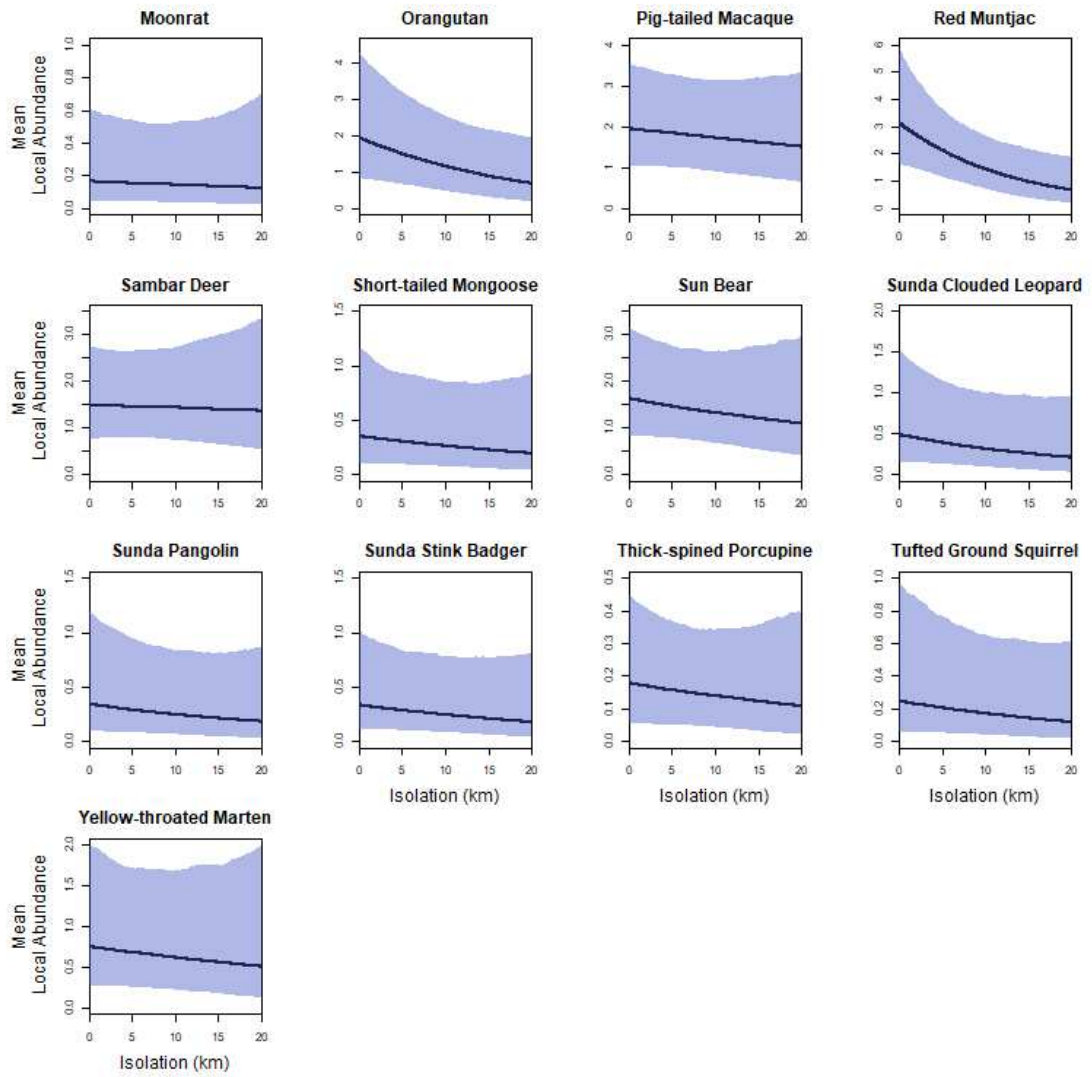 Moonrat
Orangutan
Pig-tailed Macaque
Red Muntjac
Mean
Local Abundance
0.0 0.2 0.4 0.6 0.8 1.0
0 5 10 15 20
0 1 2 3 4
0 5 10 15 20
0 1 2 3 4
0 5 10 15 20
0 1 2 3 4 5 6
0 5 10 15 20
Sambar Deer
Short-tailed Mongoose
Sun Bear
Sunda Clouded Leopard
Mean
Local Abundance
0.0 1.0 2.0 3.0
0 5 10 15 20
0.0 0.5 1.0 1.5
0 5 10 15 20
0.0 1.0 2.0 3.0
0 5 10 15 20
0.0 0.5 1.0 1.5 2.0
0 5 10 15 20
Sunda Pangolin
Sunda Stink Badger
Thick-spined Porcupine
Tufted Ground Squirrel
Mean
Local Abundance
0.0 0.5 1.0 1.5
0 5 10 15 20
0.0 0.5 1.0 1.5
0 5 10 15 20
0.0 0.1 0.2 0.3 0.4 0.5
0 5 10 15 20
0.0 0.2 0.4 0.6 0.8 1.0
0 5 10 15 20
Isolation (km)
Isolation (km)
Isolation (km)
Yellow-throated Marten
Mean
Local Abundance
0.0 0.5 1.0 1.5 2.0
0 5 10 15 20
Isolation (km)